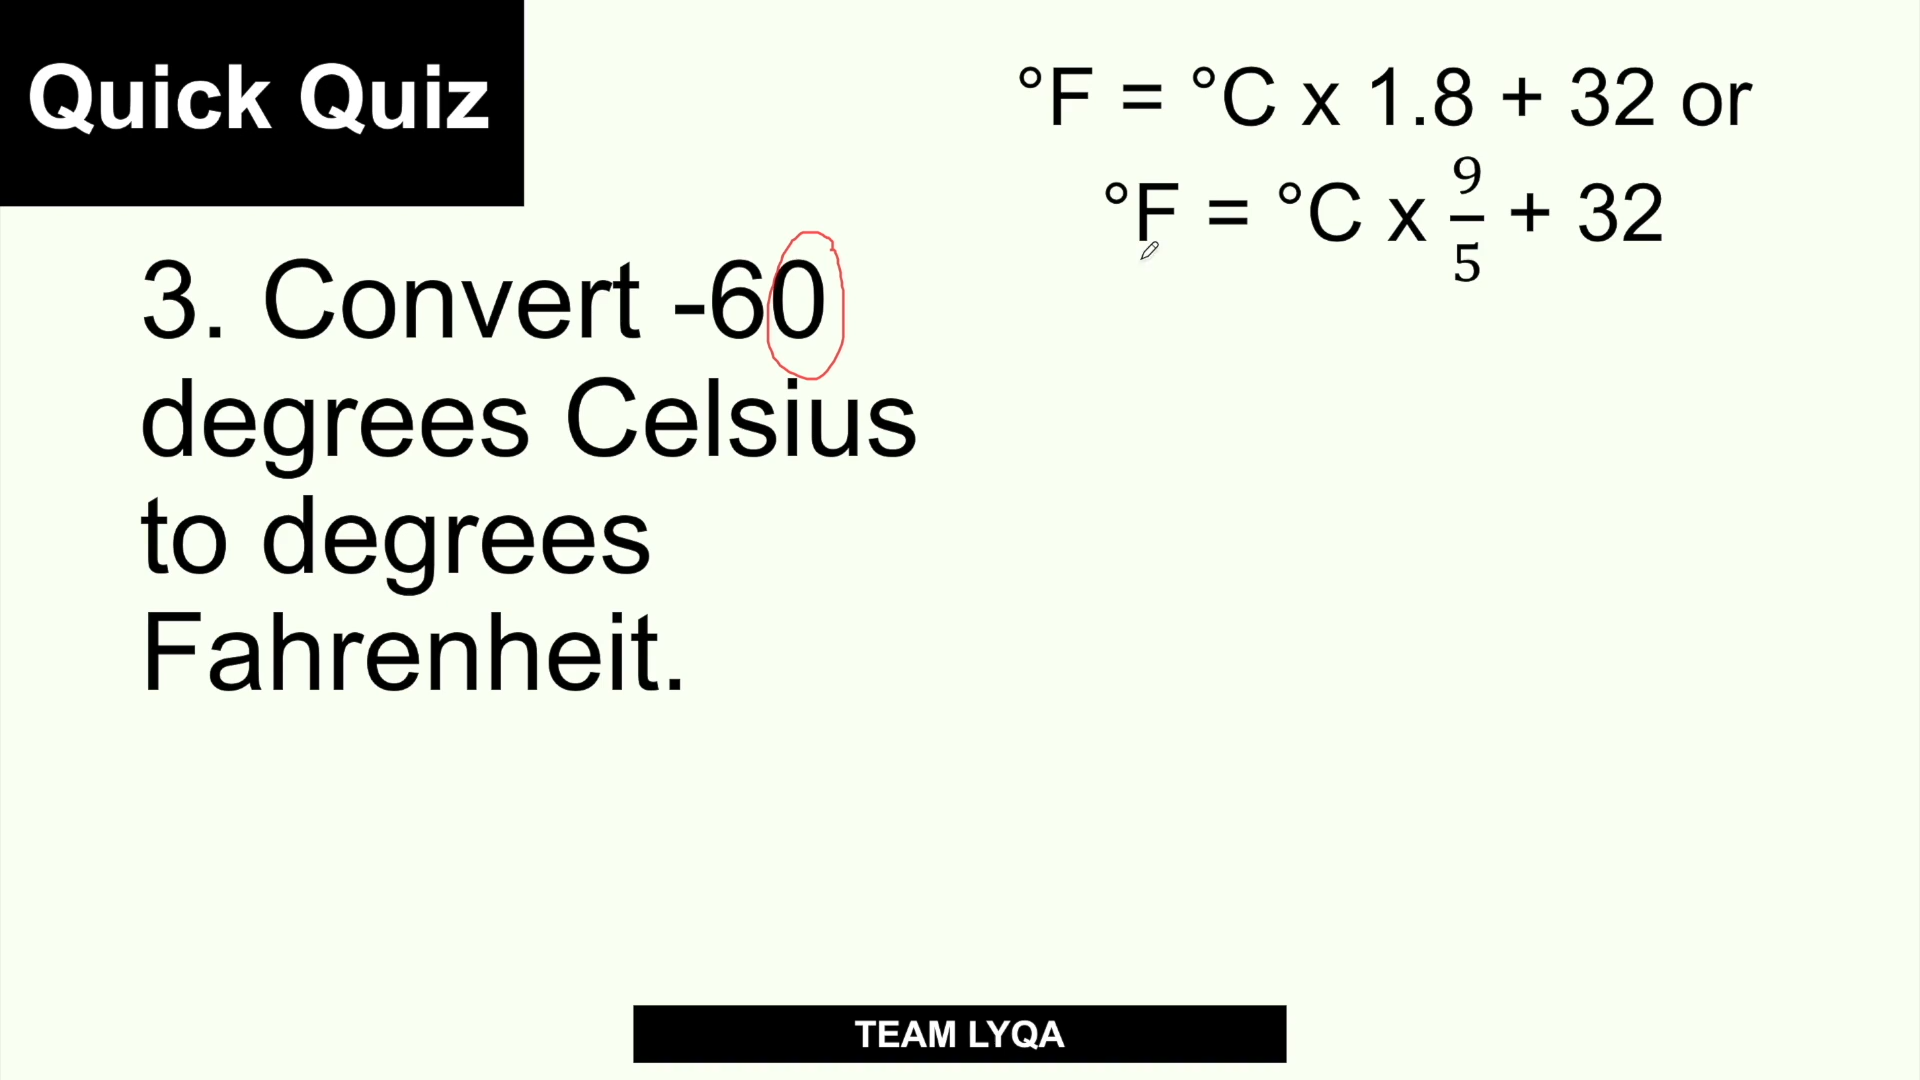 Quick Quiz
°F = °C x 1.8 + 32 or
°F = °C x 9/5 + 32
3. Convert -60
degrees Celsius
to degrees
Fahrenheit.
TEAM LYQA